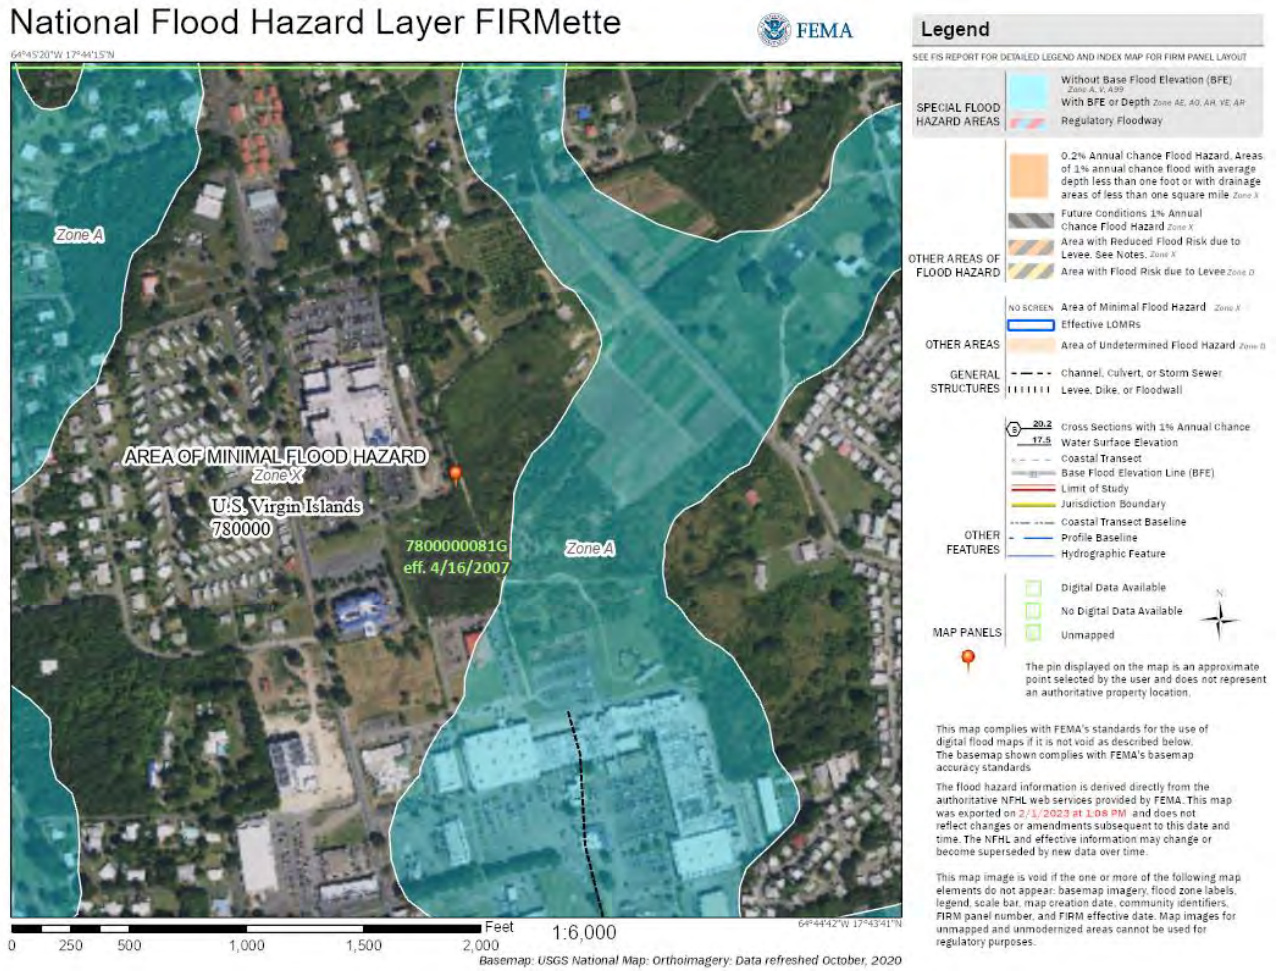 National Flood Hazard Layer FIRMette
FEMA
64°45'20"W 17°44'15"N
Zone A
AREA OF MINIMAL FLOOD HAZARD
Zone X
U.S. Virgin Islands
780000
7800000081G
eff. 4/16/2007
Zone A
64°44'42"W 17°43'41"N
0 250 500 1,000 1,500 2,000
Feet
1:6,000
Basemap: USGS National Map: Orthoimagery: Data refreshed October, 2020
Legend
SEE FIS REPORT FOR DETAILED LEGEND AND INDEX MAP FOR FIRM PANEL LAYOUT
SPECIAL FLOOD
HAZARD AREAS
Without Base Flood Elevation (BFE)
Zone A, V, A99
With BFE or Depth Zone AE, AO, AH, VE, AR
Regulatory Floodway
OTHER AREAS OF
FLOOD HAZARD
0.2% Annual Chance Flood Hazard, Areas
of 1% annual chance flood with average
depth less than one foot or with drainage
areas of less than one square mile Zone X
Future Conditions 1% Annual
Chance Flood Hazard Zone X
Area with Reduced Flood Risk due to
Levee. See Notes. Zone X
Area with Flood Risk due to Levee Zone D
OTHER AREAS
NO SCREEN Area of Minimal Flood Hazard Zone X
Effective LOMRs
Area of Undetermined Flood Hazard Zone D
GENERAL
STRUCTURES
Channel, Culvert, or Storm Sewer
Levee, Dike, or Floodwall
OTHER
FEATURES
B 20.2 Cross Sections with 1% Annual Chance
17.5 Water Surface Elevation
Coastal Transect
Base Flood Elevation Line (BFE)
Limit of Study
Jurisdiction Boundary
Coastal Transect Baseline
Profile Baseline
Hydrographic Feature
MAP PANELS
Digital Data Available
No Digital Data Available
Unmapped
N
The pin displayed on the map is an approximate
point selected by the user and does not represent
an authoritative property location.
This map complies with FEMA's standards for the use of
digital flood maps if it is not void as described below.
The basemap shown complies with FEMA's basemap
accuracy standards
The flood hazard information is derived directly from the
authoritative NFHL web services provided by FEMA. This map
was exported on 2/1/2023 at 1:08 PM and does not
reflect changes or amendments subsequent to this date and
time. The NFHL and effective information may change or
become superseded by new data over time.
This map image is void if the one or more of the following map
elements do not appear: basemap imagery, flood zone labels,
legend, scale bar, map creation date, community identifiers,
FIRM panel number, and FIRM effective date. Map images for
unmapped and unmodernized areas cannot be used for
regulatory purposes.